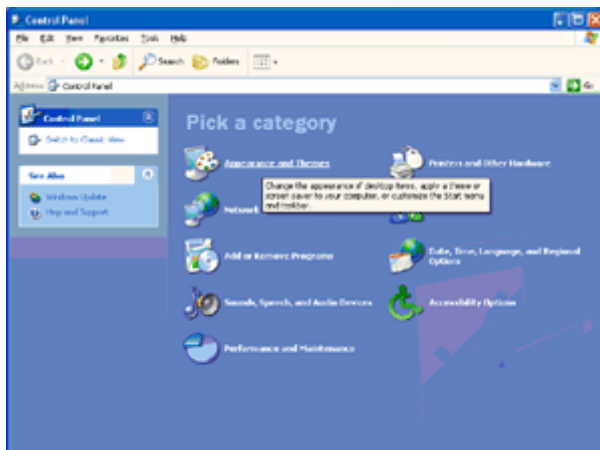 Control Panel
File Edit View Favorites Tools Help
Back Search Folders
Address Control Panel Go
Control Panel
Switch to Classic View
See Also
Windows Update
Help and Support
Pick a category
Appearance and Themes
Printers and Other Hardware
Change the appearance of desktop items, apply a theme or
screen saver to your computer, or customize the Start menu
and taskbar.
Network
Add or Remove Programs
Date, Time, Language, and Regional
Options
Sounds, Speech, and Audio Devices
Accessibility Options
Performance and Maintenance